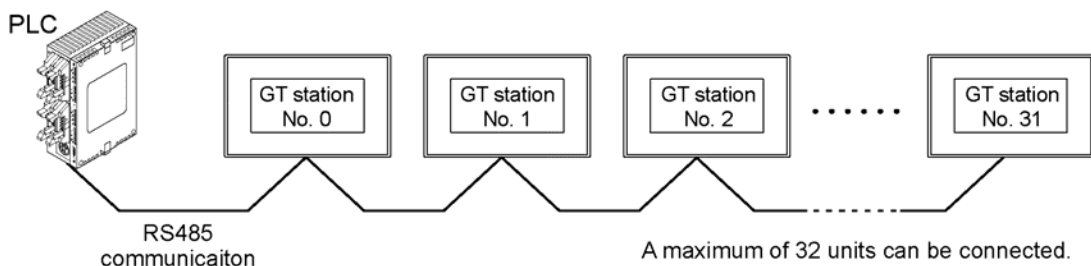 PLC
GT station
No. 0
GT station
No. 1
GT station
No. 2
GT station
No. 31
RS485
communicaiton
A maximum of 32 units can be connected.